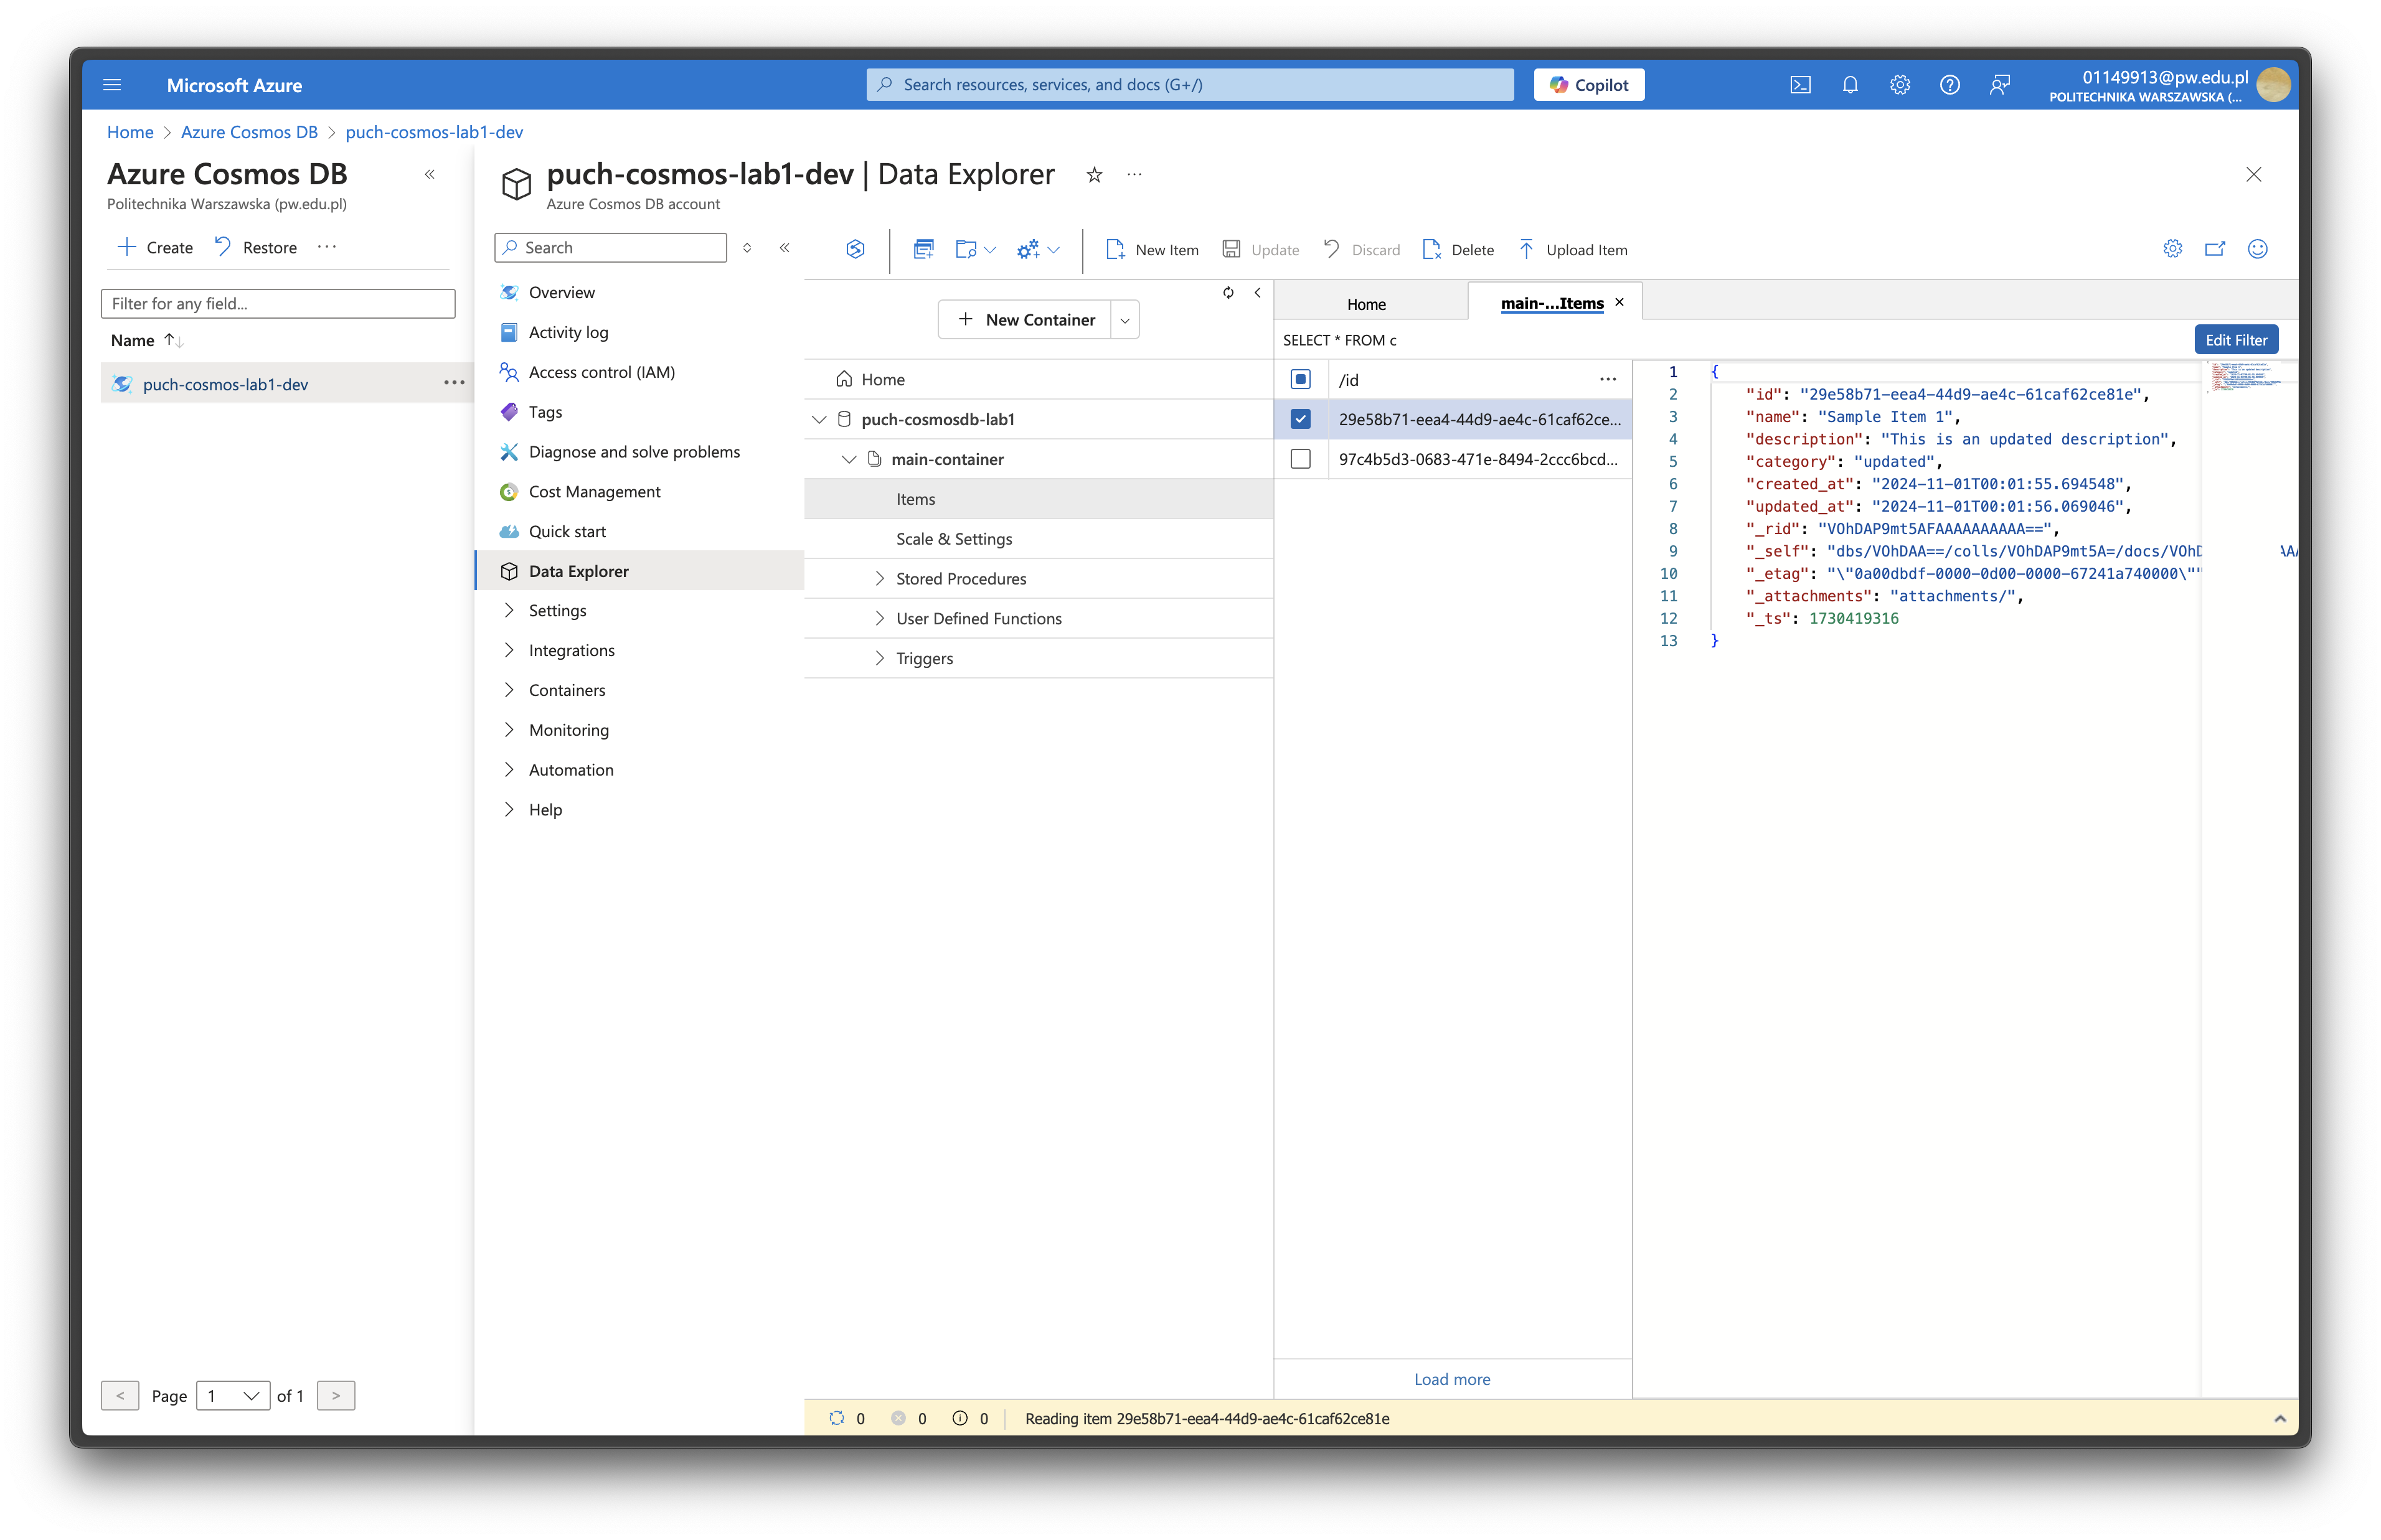 Microsoft Azure
Search resources, services, and docs (G+/)
Copilot
01149913@pw.edu.pl
POLITECHNIKA WARSZAWSKA (...
Home > Azure Cosmos DB > puch-cosmos-lab1-dev
Azure Cosmos DB
Politechnika Warszawska (pw.edu.pl)
Create
Restore
Filter for any field...
Name
puch-cosmos-lab1-dev
< Page 1 of 1 >
puch-cosmos-lab1-dev | Data Explorer
Azure Cosmos DB account
Search
Overview
Activity log
Access control (IAM)
Tags
Diagnose and solve problems
Cost Management
Quick start
Data Explorer
Settings
Integrations
Containers
Monitoring
Automation
Help
New Item
Update
Discard
Delete
Upload Item
New Container
Home
puch-cosmosdb-lab1
main-container
Items
Scale & Settings
Stored Procedures
User Defined Functions
Triggers
Home
main-...Items
SELECT * FROM c
Edit Filter
/id
29e58b71-eea4-44d9-ae4c-61caf62ce...
97c4b5d3-0683-471e-8494-2ccc6bcd...
Load more
1 {
2 "id": "29e58b71-eea4-44d9-ae4c-61caf62ce81e",
3 "name": "Sample Item 1",
4 "description": "This is an updated description",
5 "category": "updated",
6 "created_at": "2024-11-01T00:01:55.694548",
7 "updated_at": "2024-11-01T00:01:56.069046",
8 "_rid": "VOhDAP9mt5AFAAAAAAAAAA==",
9 "_self": "dbs/VOhDAA==/colls/VOhDAP9mt5A=/docs/VOhD
10 "_etag": "\"0a00dbdf-0000-0d00-0000-67241a740000\""
11 "_attachments": "attachments/",
12 "_ts": 1730419316
13 }
0 0 0 Reading item 29e58b71-eea4-44d9-ae4c-61caf62ce81e